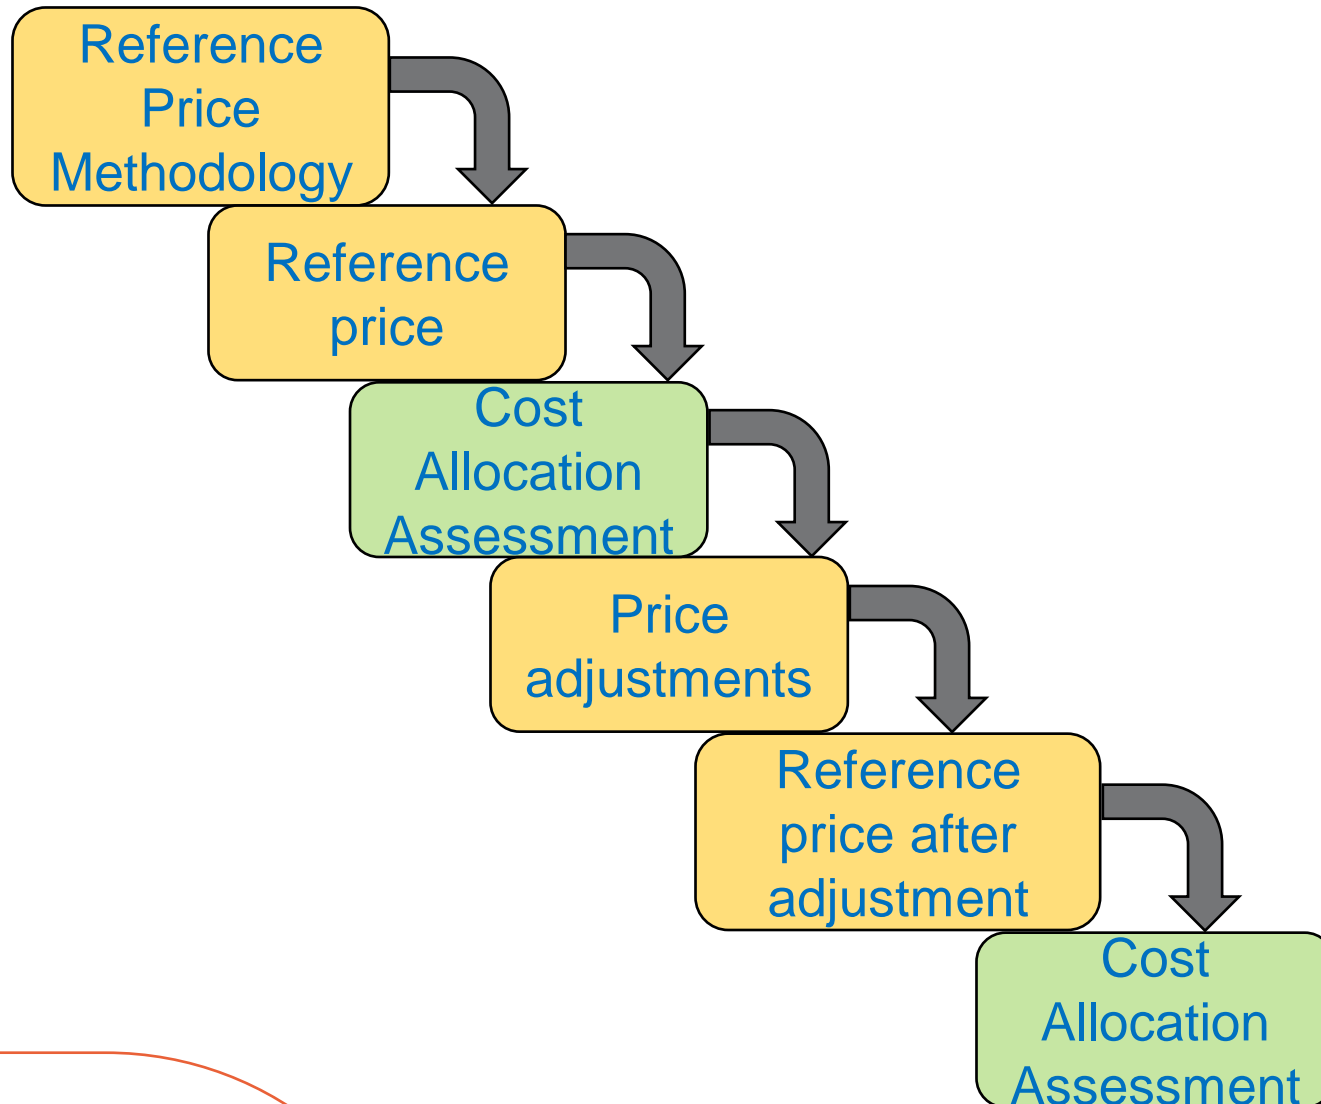 Reference
Price
Methodology
Reference
price
Cost
Allocation
Assessment
Price
adjustments
Reference
price after
adjustment
Cost
Allocation
Assessment